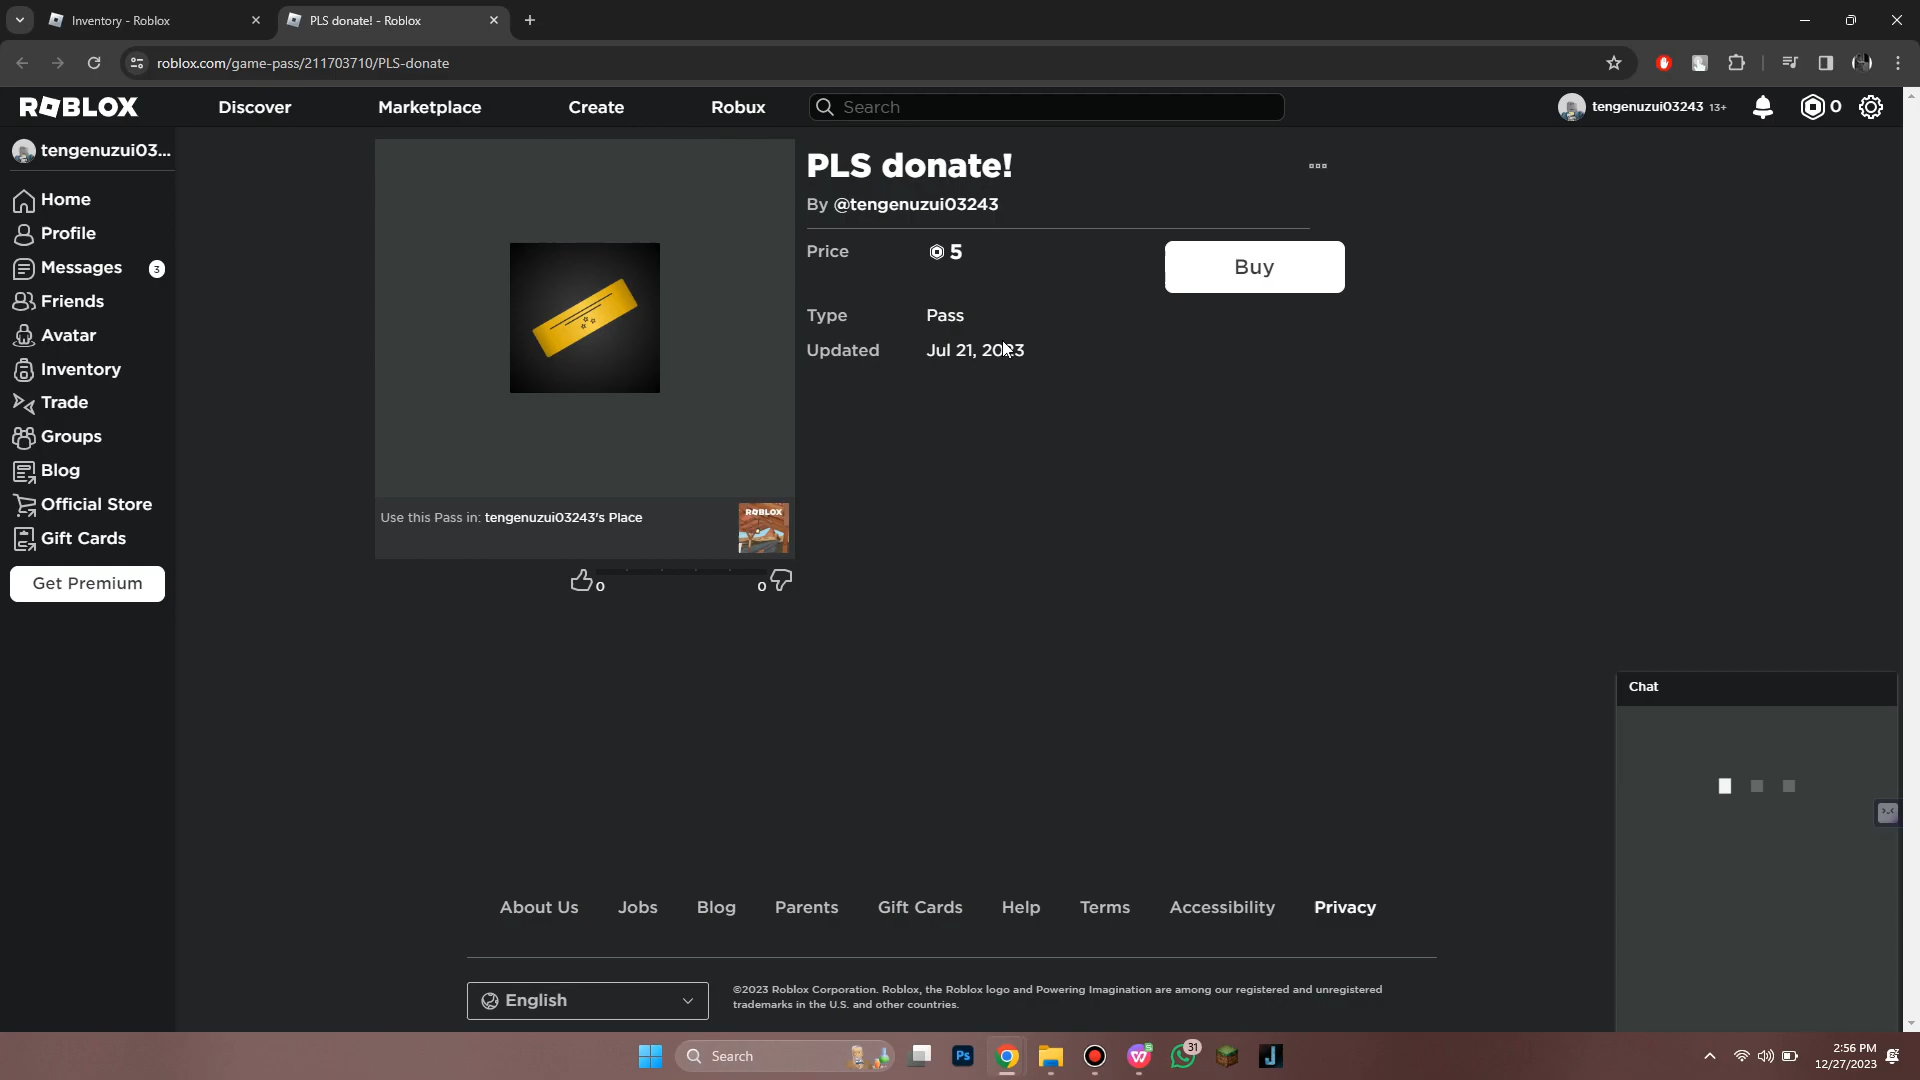 Inventory - Roblox
PLS donate! - Roblox
roblox.com/game-pass/211703710/PLS-donate
ROBLOX
Discover
Marketplace
Create
Robux
Search
tengenuzui03243 13+
0
tengenuzui03...
Home
Profile
Messages
3
Friends
Avatar
Inventory
Trade
Groups
Blog
Official Store
Gift Cards
Get Premium
PLS donate!
By @tengenuzui03243
Price
5
Buy
Type
Pass
Updated
Jul 21, 2023
Use this Pass in: tengenuzui03243's Place
ROBLOX
0
0
Chat
About Us
Jobs
Blog
Parents
Gift Cards
Help
Terms
Accessibility
Privacy
English
©2023 Roblox Corporation. Roblox, the Roblox logo and Powering Imagination are among our registered and unregistered
trademarks in the U.S. and other countries.
Search
Ps
W
5
31
J
2:56 PM
12/27/2023